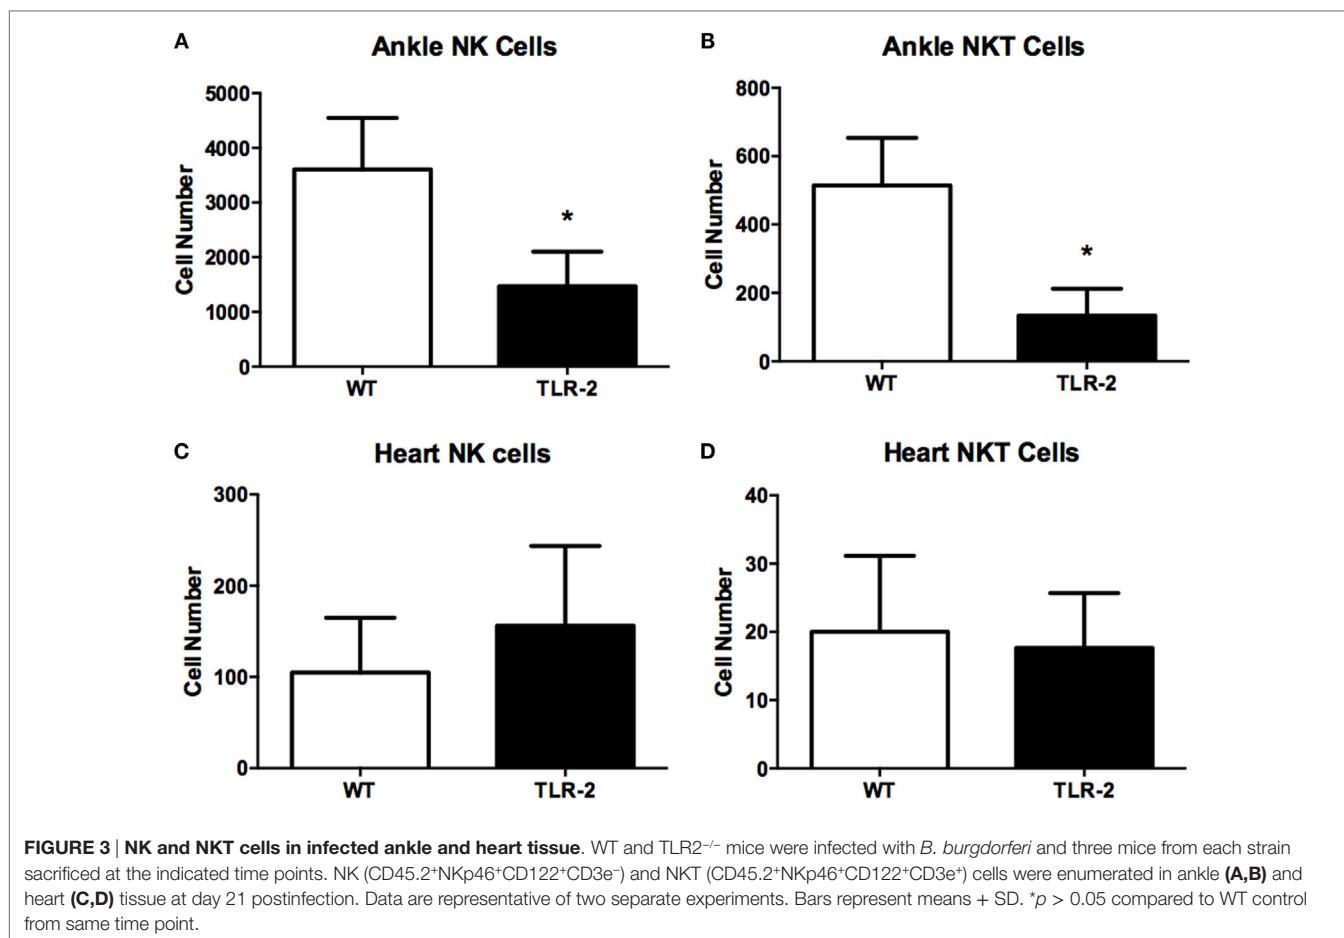 A
Ankle NK Cells
5000
4000
3000
2000
1000
0
Cell Number
*
WT
TLR-2
B
Ankle NKT Cells
800
600
400
200
0
Cell Number
*
WT
TLR-2
C
Heart NK cells
300
200
100
0
Cell Number
WT
TLR-2
D
Heart NKT Cells
40
30
20
10
0
Cell Number
WT
TLR-2
FIGURE 3 | NK and NKT cells in infected ankle and heart tissue. WT and TLR2⁻/⁻ mice were infected with B. burgdorferi and three mice from each strain
sacrificed at the indicated time points. NK (CD45.2⁺NKp46⁺CD122⁺CD3e⁻) and NKT (CD45.2⁺NKp46⁺CD122⁺CD3e⁺) cells were enumerated in ankle (A,B) and
heart (C,D) tissue at day 21 postinfection. Data are representative of two separate experiments. Bars represent means + SD. *p > 0.05 compared to WT control
from same time point.